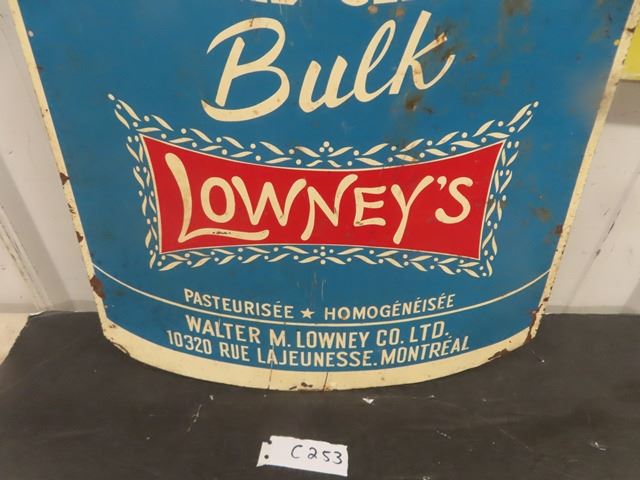 Bulk
LOWNEY'S
PASTEURISÉE ★ HOMOGÉNÉISÉE
WALTER M. LOWNEY CO. LTD.
10320 RUE LAJEUNESSE. MONTRÉAL
C253